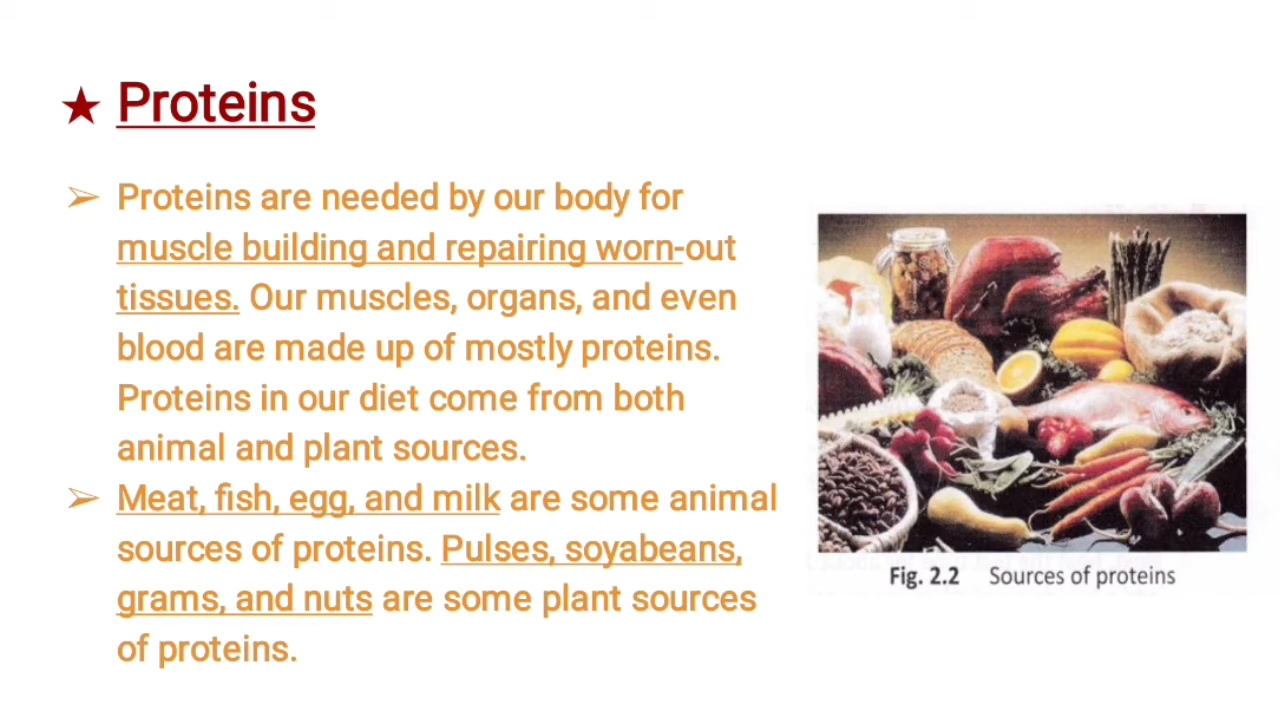 ★ Proteins
➢ Proteins are needed by our body for
muscle building and repairing worn-out
tissues. Our muscles, organs, and even
blood are made up of mostly proteins.
Proteins in our diet come from both
animal and plant sources.
➢ Meat, fish, egg, and milk are some animal
sources of proteins. Pulses, soyabeans,
grams, and nuts are some plant sources
of proteins.
Fig. 2.2 Sources of proteins